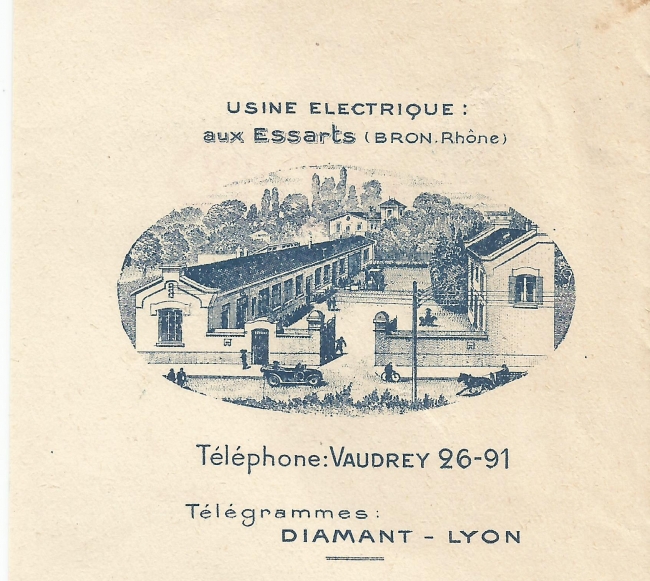 USINE ELECTRIQUE :
aux Essarts (BRON. Rhône)
Téléphone: VAUDREY 26-91
Télégrammes:
DIAMANT - LYON